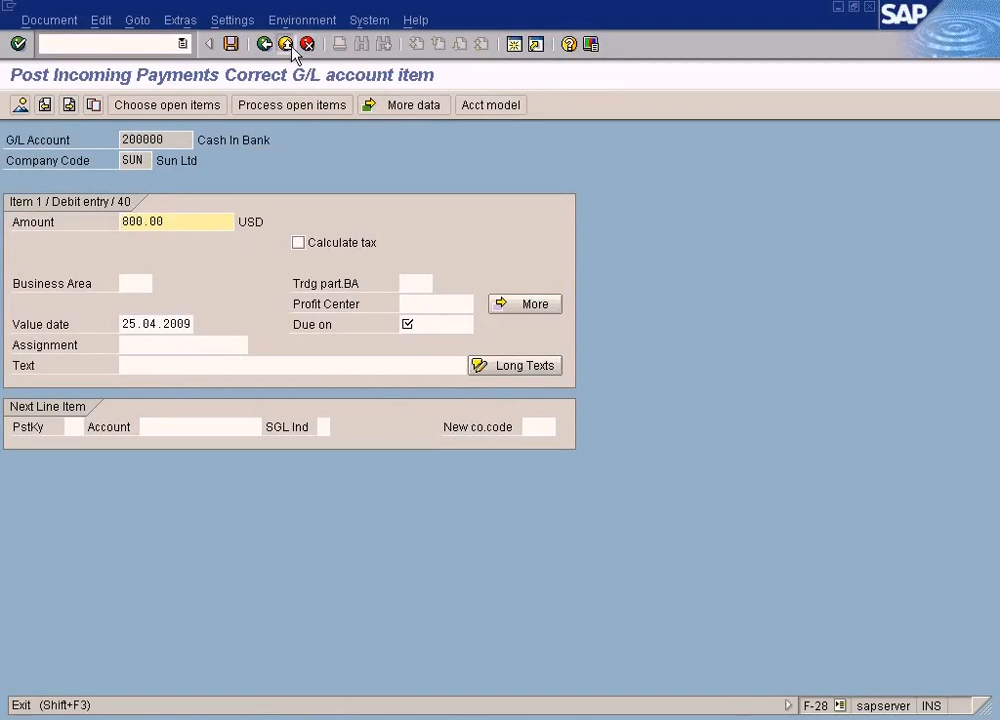 Document Edit Goto Extras Settings Environment System Help
SAP
Post Incoming Payments Correct G/L account item
Choose open items Process open items More data Acct model
G/L Account 200000 Cash In Bank
Company Code SUN Sun Ltd
Item 1 / Debit entry / 40
Amount 800.00 USD
Calculate tax
Business Area Trdg part.BA
Profit Center More
Value date 25.04.2009 Due on
Assignment
Text Long Texts
Next Line Item
PstKy Account SGL Ind New co.code
Exit (Shift+F3) F-28 sapserver INS